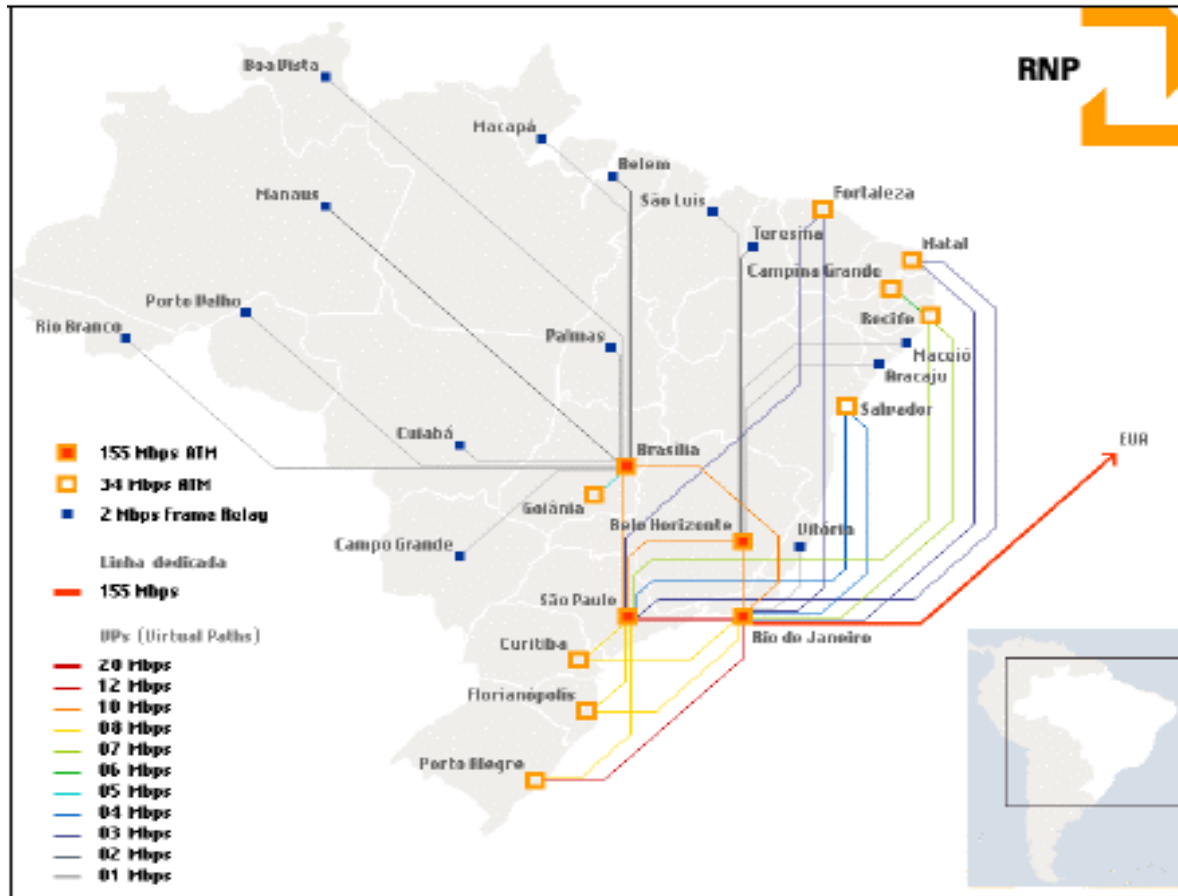 RNP
Boa Vista
Macapá
Belem
São Luis
Fortaleza
Manaus
Teresina
Natal
Campina Grande
Porto Velho
Recife
Rio Branco
Palmas
Maceió
Aracaju
Salvador
Cuiabá
Brasília
EUA
Goiânia
Belo Horizonte
Vitória
Campo Grande
São Paulo
Rio de Janeiro
Curitiba
Florianópolis
Porto Alegre
155 Mbps ATM
34 Mbps ATM
2 Mbps Frame Relay
Linha dedicada
155 Mbps
VPs (Virtual Paths)
20 Mbps
12 Mbps
10 Mbps
08 Mbps
07 Mbps
06 Mbps
05 Mbps
04 Mbps
03 Mbps
02 Mbps
01 Mbps